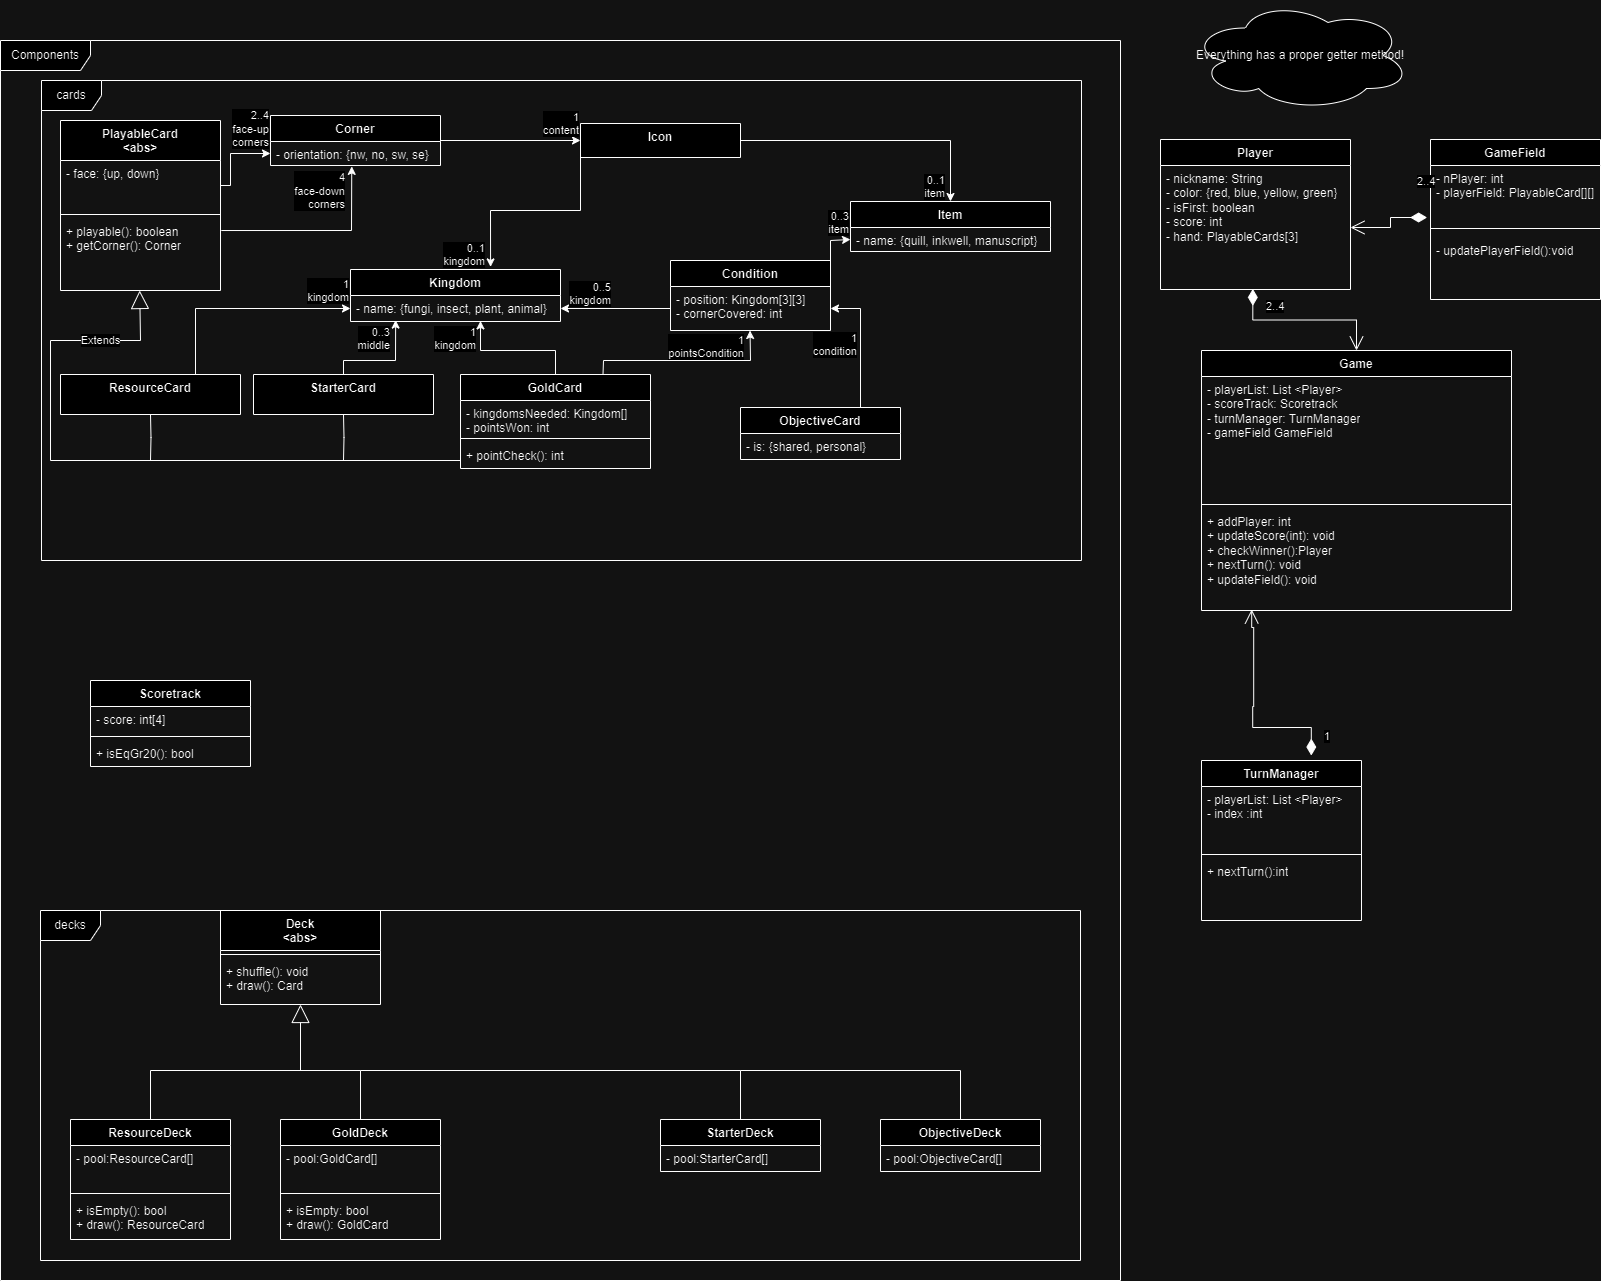 Everything has a proper getter method!
Components
cards
PlayableCard
<abs>
- face: {up, down}
+ playable(): boolean
+ getCorner(): Corner
2..4
face-up
corners
Corner
- orientation: {nw, no, sw, se}
4
face-down
corners
1
content
Icon
0..1
item
Item
- name: {quill, inkwell, manuscript}
0..3
item
0..1
kingdom
Kingdom
- name: {fungi, insect, plant, animal}
1
kingdom
0..5
kingdom
Condition
- position: Kingdom[3][3]
- cornerCovered: int
0..3
middle
1
kingdom
1
pointsCondition
1
condition
Extends
ResourceCard
StarterCard
GoldCard
- kingdomsNeeded: Kingdom[]
- pointsWon: int
+ pointCheck(): int
ObjectiveCard
- is: {shared, personal}
Player
- nickname: String
- color: {red, blue, yellow, green}
- isFirst: boolean
- score: int
- hand: PlayableCards[3]
2..4
GameField
- nPlayer: int
- playerField: PlayableCard[][]
- updatePlayerField():void
2..4
Game
- playerList: List <Player>
- scoreTrack: Scoretrack
- turnManager: TurnManager
- gameField GameField
+ addPlayer: int
+ updateScore(int): void
+ checkWinner():Player
+ nextTurn(): void
+ updateField(): void
Scoretrack
- score: int[4]
+ isEqGr20(): bool
1
TurnManager
- playerList: List <Player>
- index :int
+ nextTurn():int
decks
Deck
<abs>
+ shuffle(): void
+ draw(): Card
ResourceDeck
- pool:ResourceCard[]
+ isEmpty(): bool
+ draw(): ResourceCard
GoldDeck
- pool:GoldCard[]
+ isEmpty: bool
+ draw(): GoldCard
StarterDeck
- pool:StarterCard[]
ObjectiveDeck
- pool:ObjectiveCard[]